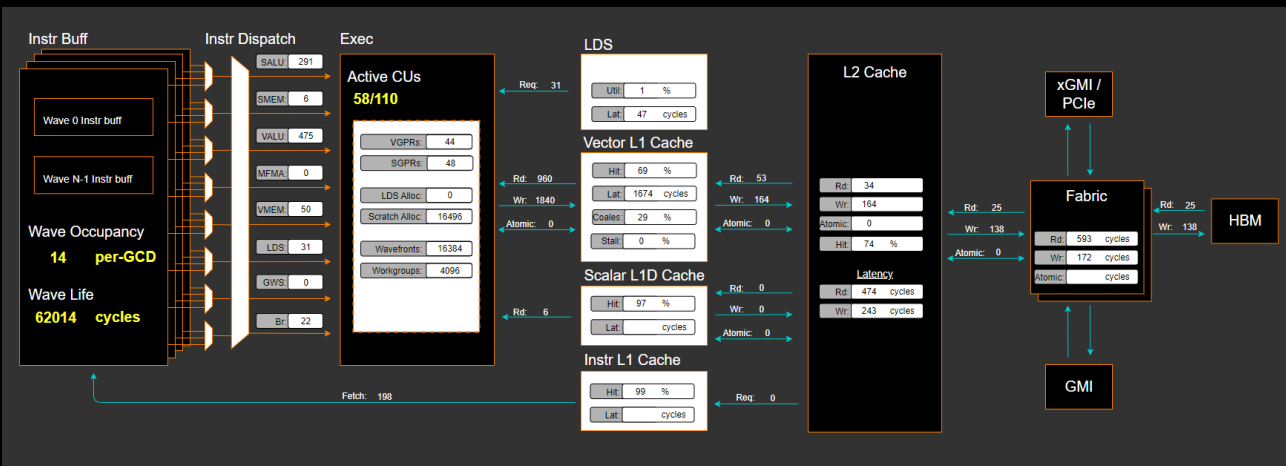 Instr Buff
Wave 0 Instr buff
Wave N-1 Instr buff
Wave Occupancy
14 per-GCD
Wave Life
62014 cycles
Instr Dispatch
SALU: 291
SMEM: 6
VALU: 475
MFMA: 0
VMEM: 50
LDS: 31
GWS: 0
Br: 22
Exec
Active CUs
58/110
VGPRs: 44
SGPRs: 48
LDS Alloc: 0
Scratch Alloc: 16496
Wavefronts: 16384
Workgroups: 4096
Fetch: 198
Req: 31
Rd: 960
Wr: 1840
Atomic: 0
Rd: 6
LDS
Util: 1 %
Lat: 47 cycles
Vector L1 Cache
Hit: 69 %
Lat: 1674 cycles
Coales: 29 %
Stall: 0 %
Scalar L1D Cache
Hit: 97 %
Lat: cycles
Instr L1 Cache
Hit: 99 %
Lat: cycles
Rd: 53
Wr: 164
Atomic: 0
Rd: 0
Wr: 0
Atomic: 0
Req: 0
L2 Cache
Rd: 34
Wr: 164
Atomic: 0
Hit: 74 %
Latency
Rd: 474 cycles
Wr: 243 cycles
Rd: 25
Wr: 138
Atomic: 0
xGMI /
PCIe
Fabric
Rd: 593 cycles
Wr: 172 cycles
Atomic: cycles
GMI
Rd: 25
Wr: 138
HBM